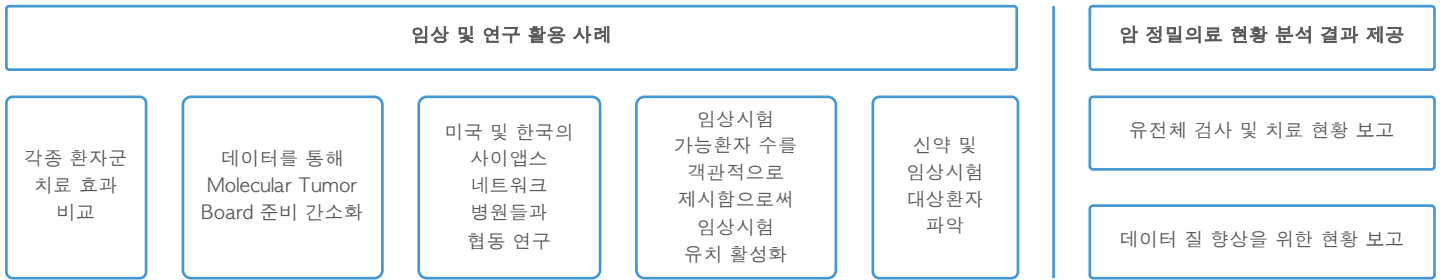 임상 및 연구 활용 사례
각종 환자군
치료 효과
비교
데이터를 통해
Molecular Tumor
Board 준비 간소화
미국 및 한국의
사이앱스
네트워크
병원들과
협동 연구
임상시험
가능환자 수를
객관적으로
제시함으로써
임상시험
유치 활성화
신약 및
임상시험
대상환자
파악
암 정밀의료 현황 분석 결과 제공
유전체 검사 및 치료 현황 보고
데이터 질 향상을 위한 현황 보고